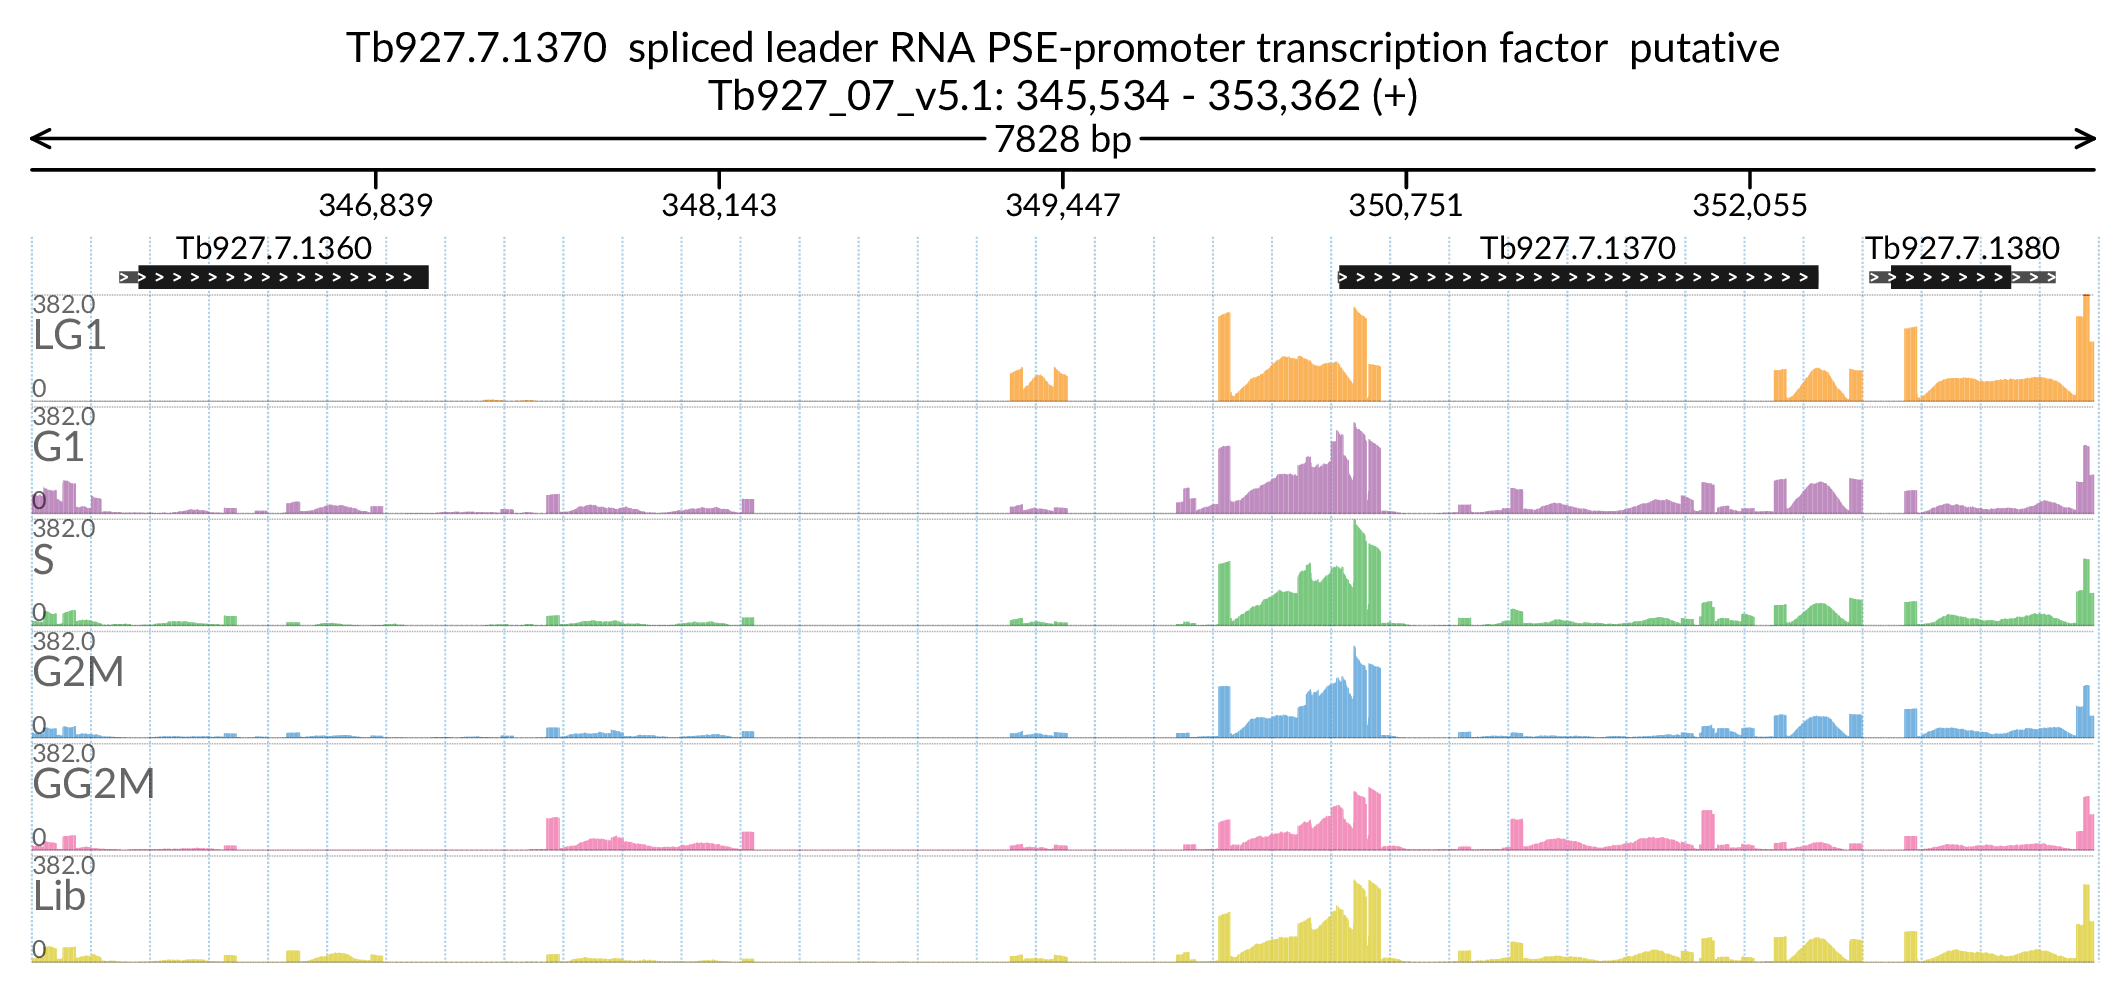 Tb927.7.1370  spliced leader RNA PSE-promoter transcription factor  putative
Tb927_07_v5.1: 345,534 - 353,362 (+)
7828 bp
346,839 348,143 349,447 350,751 352,055
Tb927.7.1360 Tb927.7.1370 Tb927.7.1380
382.0
LG1
0
382.0
G1
0
382.0
S
0
382.0
G2M
0
382.0
GG2M
0
382.0
Lib
0